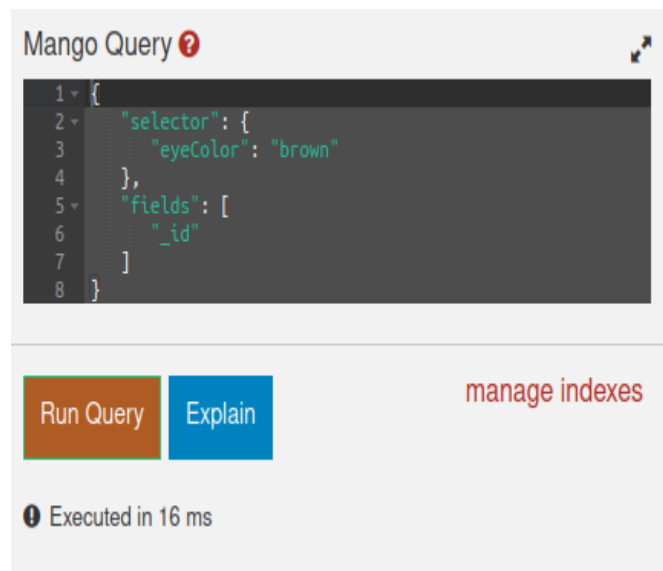 Mango Query ?
1 {
2 "selector": {
3 "eyeColor": "brown"
4 },
5 "fields": [
6 "_id"
7 ]
8 }
Run Query Explain manage indexes
Executed in 16 ms